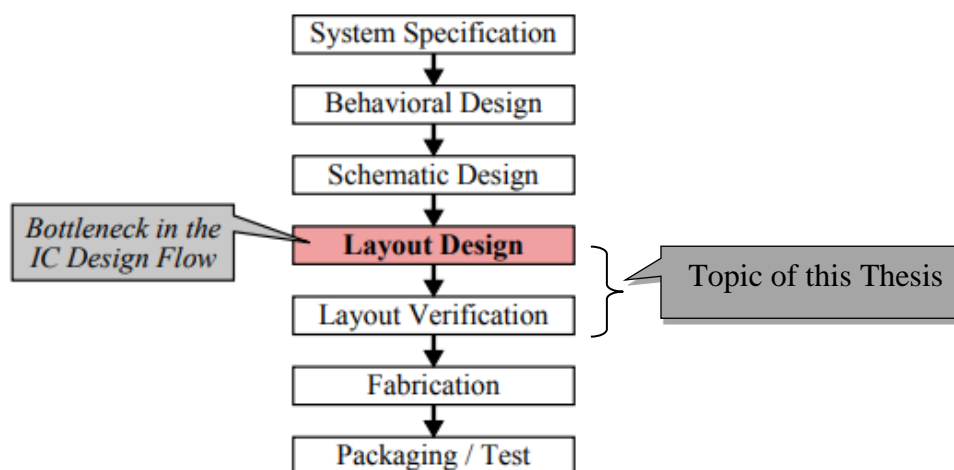 System Specification
Behavioral Design
Schematic Design
Bottleneck in the
IC Design Flow
Layout Design
Topic of this Thesis
Layout Verification
Fabrication
Packaging / Test